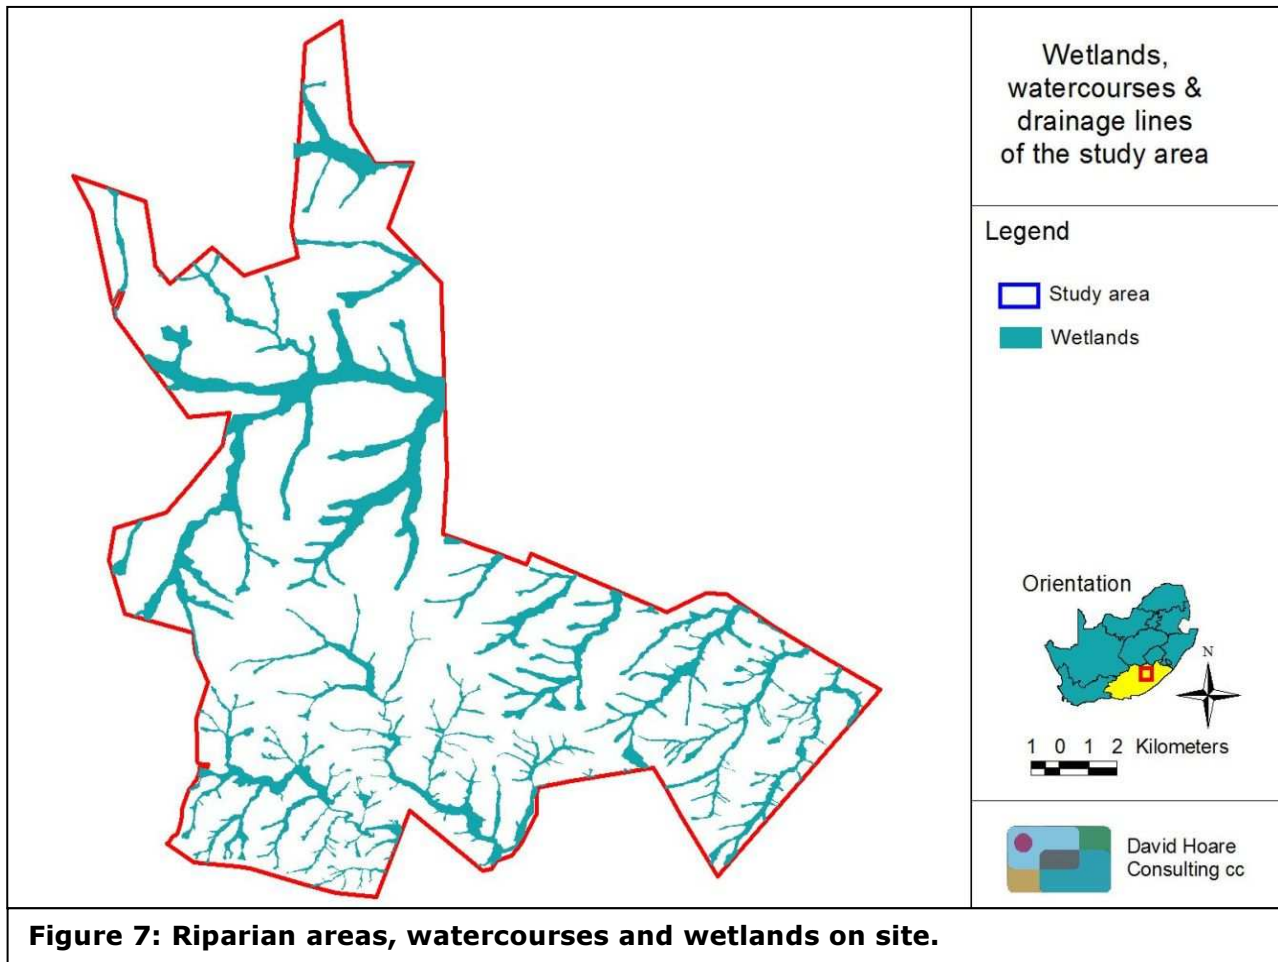 Wetlands,
watercourses &
drainage lines
of the study area
Legend
Study area
Wetlands
Orientation
N
1 0 1 2 Kilometers
David Hoare
Consulting cc
Figure 7: Riparian areas, watercourses and wetlands on site.